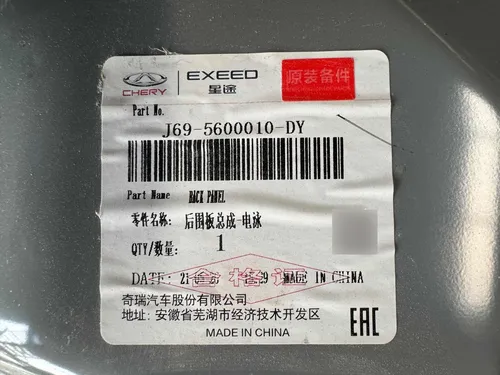 CHERY
EXEED
星途
原装备件
Part No.
J69-5600010-DY
Part Name BACK PANEL
零件名称: 后围板总成-电泳
QTY/数量: 1
合格证
DATE: MADE IN CHINA
奇瑞汽车股份有限公司
地址: 安徽省芜湖市经济技术开发区
MADE IN CHINA
EAC